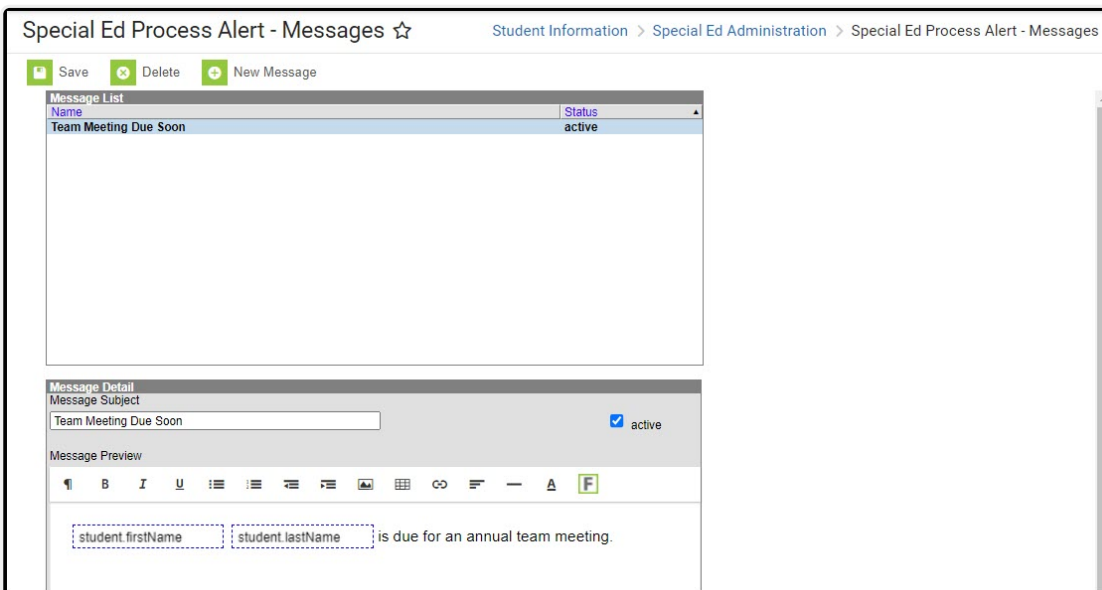 Special Ed Process Alert - Messages
Student Information > Special Ed Administration > Special Ed Process Alert - Messages
Save Delete New Message
Message List
Name Status
Team Meeting Due Soon active
Message Detail
Message Subject
Team Meeting Due Soon active
Message Preview
¶ B I U A F
student.firstName student.lastName is due for an annual team meeting.